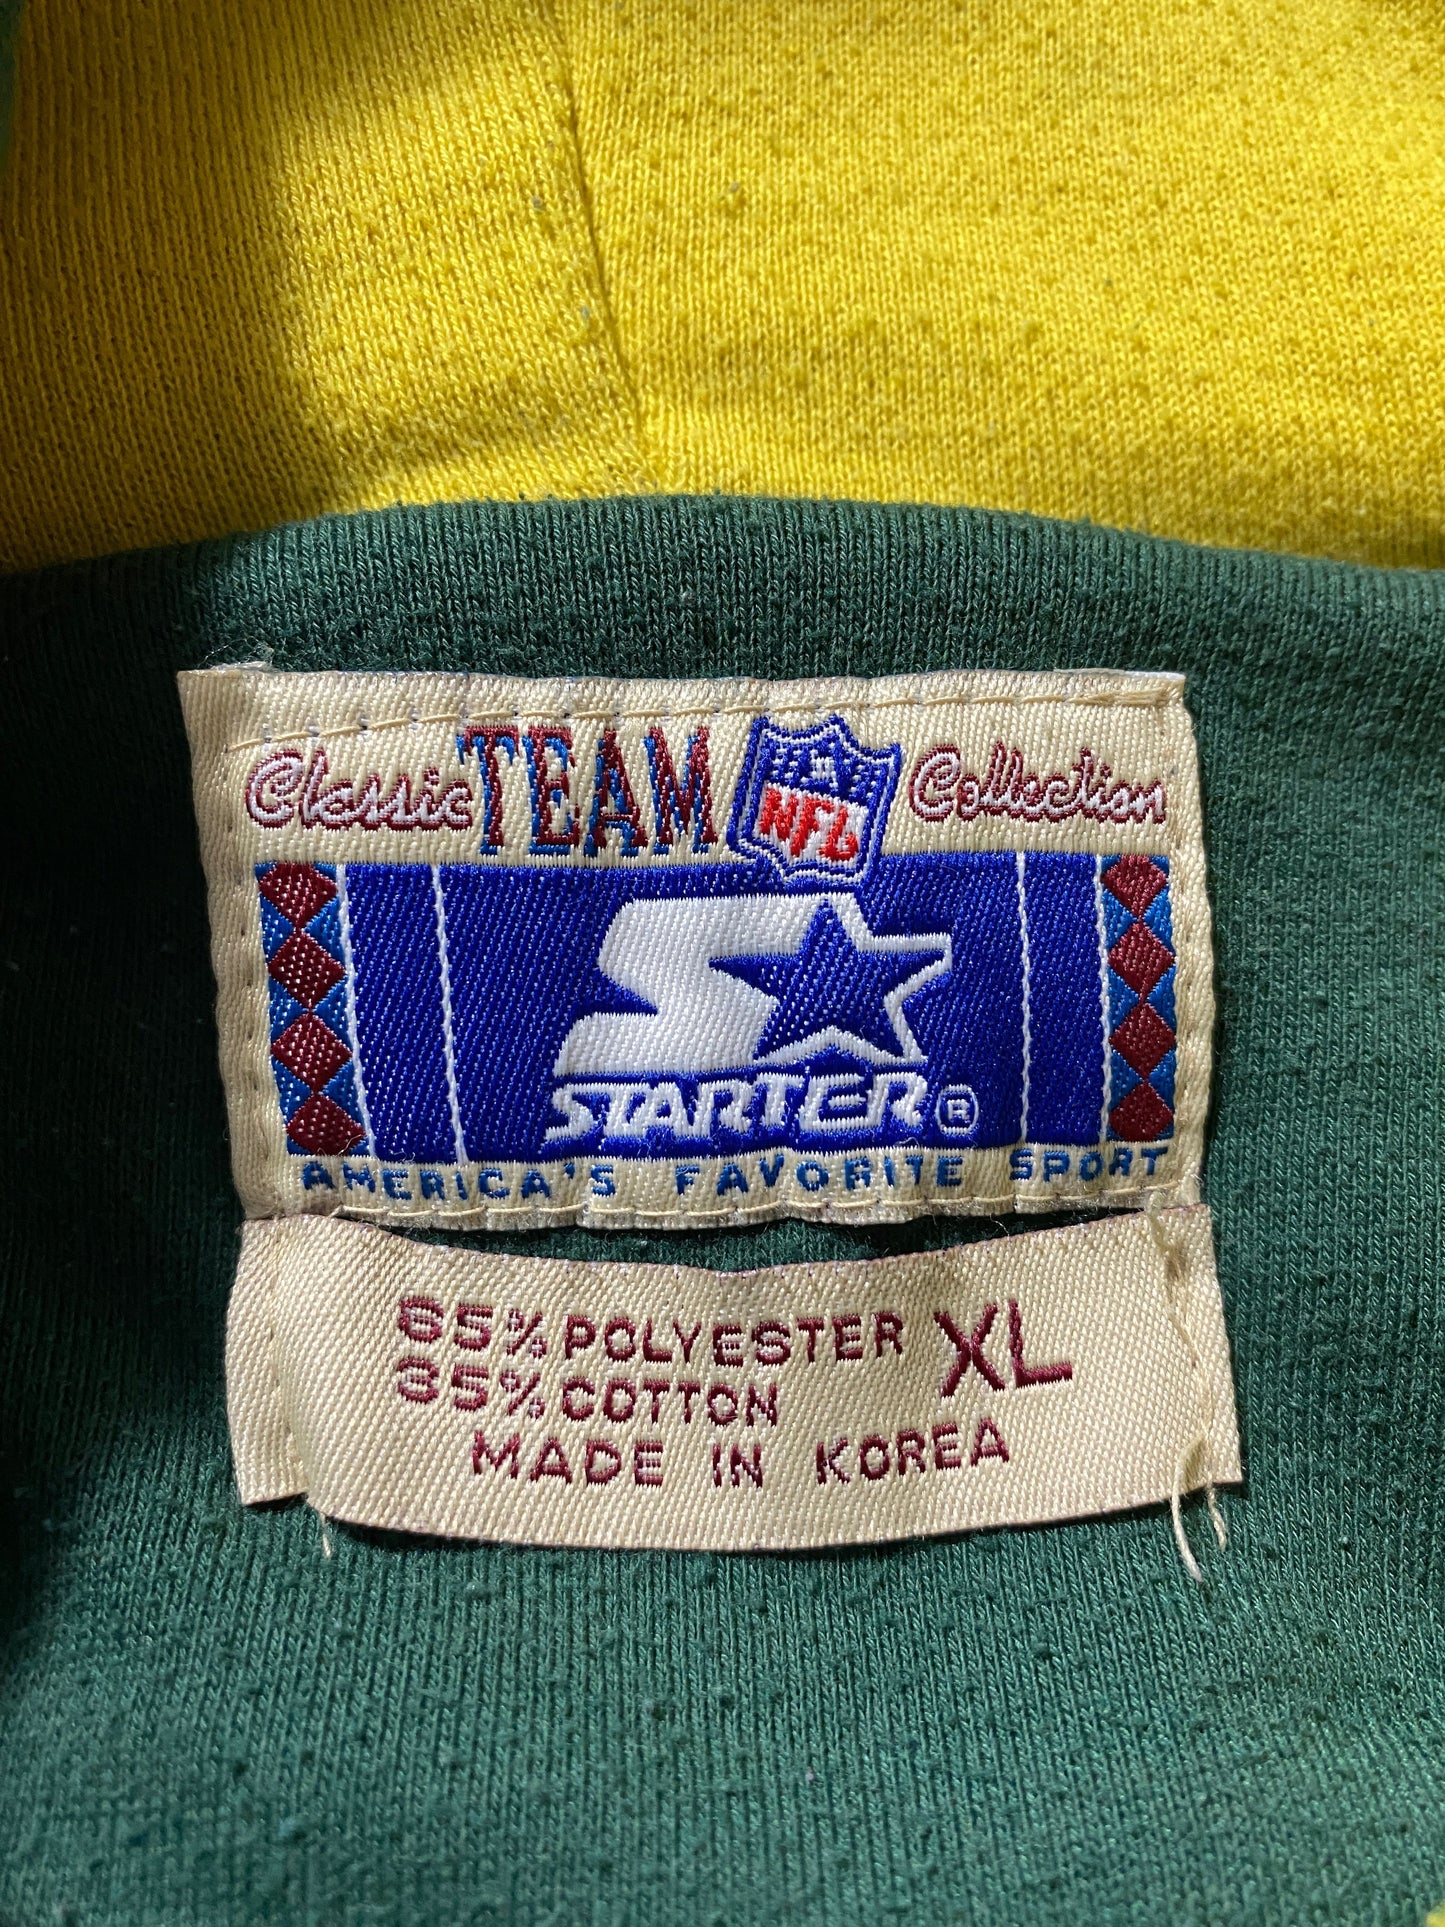 Classic TEAM NFL Collection
STARTER®
AMERICA'S FAVORITE SPORT
65% POLYESTER XL
35% COTTON
MADE IN KOREA